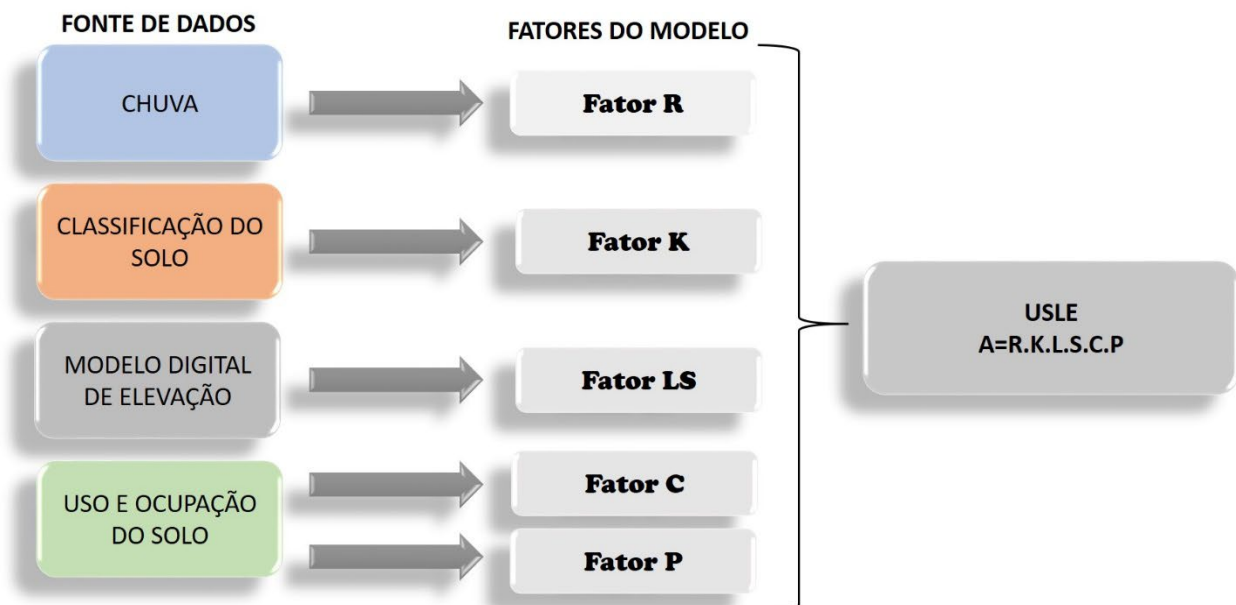 FONTE DE DADOS
FATORES DO MODELO
CHUVA
Fator R
CLASSIFICAÇÃO DO
SOLO
Fator K
MODELO DIGITAL
DE ELEVAÇÃO
Fator LS
USO E OCUPAÇÃO
DO SOLO
Fator C
Fator P
USLE
A=R.K.L.S.C.P